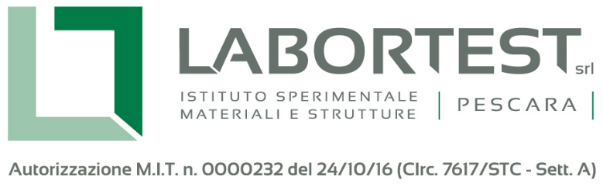 LABORTEST srl
ISTITUTO SPERIMENTALE
MATERIALI E STRUTTURE | PESCARA |
Autorizzazione M.I.T. n. 0000232 del 24/10/16 (CIrc. 7617/STC - Sett. A)